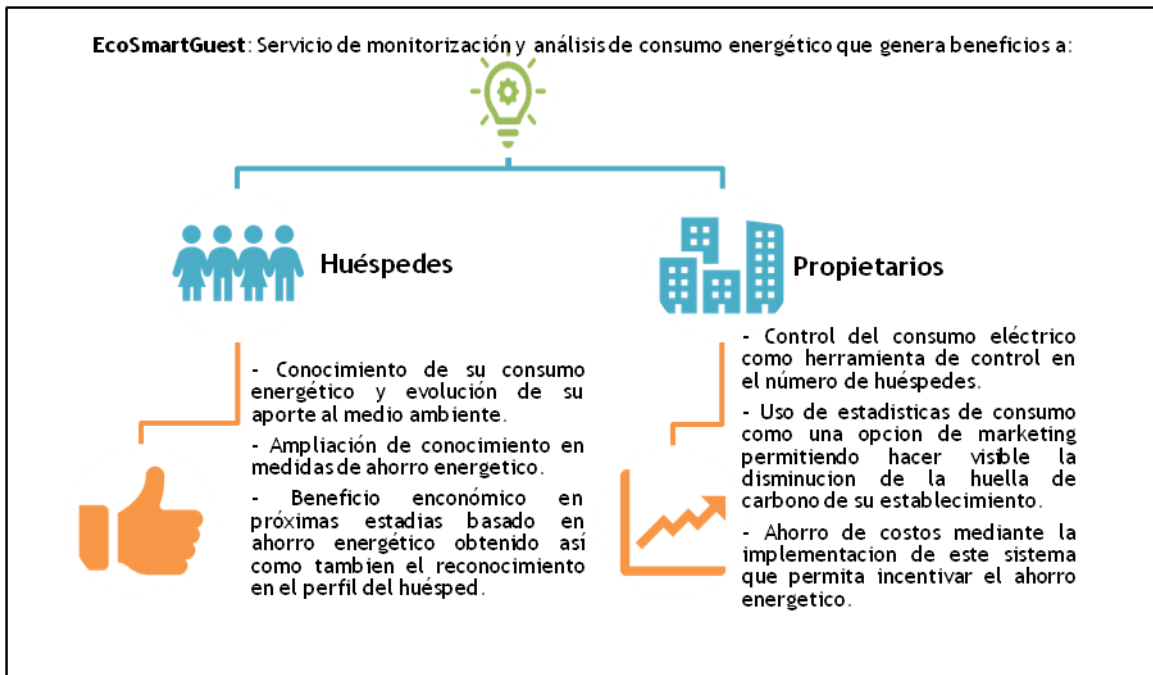 EcoSmartGuest: Servicio de monitorización y análisis de consumo energético que genera beneficios a:
Huéspedes
- Conocimiento de su consumo
energético y evolución de su
aporte al medio ambiente.
- Ampliación de conocimiento en
medidas de ahorro energetico.
- Beneficio enconómico en
próximas estadias basado en
ahorro energético obtenido así
como tambien el reconocimiento
en el perfil del huésped.
Propietarios
- Control del consumo eléctrico
como herramienta de control en
el número de huéspedes.
- Uso de estadisticas de consumo
como una opcion de marketing
permitiendo hacer visible la
disminucion de la huella de
carbono de su establecimiento.
- Ahorro de costos mediante la
implementacion de este sistema
que permita incentivar el ahorro
energetico.